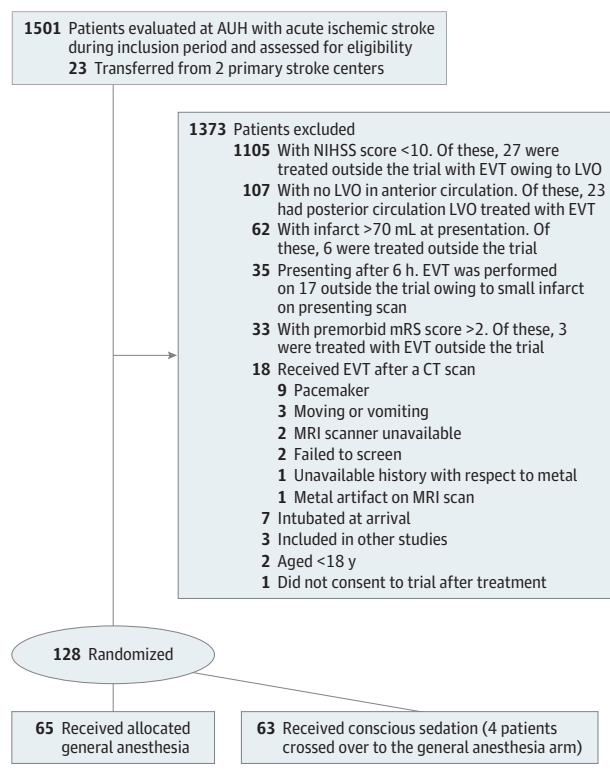 1501 Patients evaluated at AUH with acute ischemic stroke
during inclusion period and assessed for eligibility
23 Transferred from 2 primary stroke centers
1373 Patients excluded
1105 With NIHSS score <10. Of these, 27 were
treated outside the trial with EVT owing to LVO
107 With no LVO in anterior circulation. Of these, 23
had posterior circulation LVO treated with EVT
62 With infarct >70 mL at presentation. Of
these, 6 were treated outside the trial
35 Presenting after 6 h. EVT was performed
on 17 outside the trial owing to small infarct
on presenting scan
33 With premorbid mRS score >2. Of these, 3
were treated with EVT outside the trial
18 Received EVT after a CT scan
9 Pacemaker
3 Moving or vomiting
2 MRI scanner unavailable
2 Failed to screen
1 Unavailable history with respect to metal
1 Metal artifact on MRI scan
7 Intubated at arrival
3 Included in other studies
2 Aged <18 y
1 Did not consent to trial after treatment
128 Randomized
65 Received allocated
general anesthesia
63 Received conscious sedation (4 patients
crossed over to the general anesthesia arm)